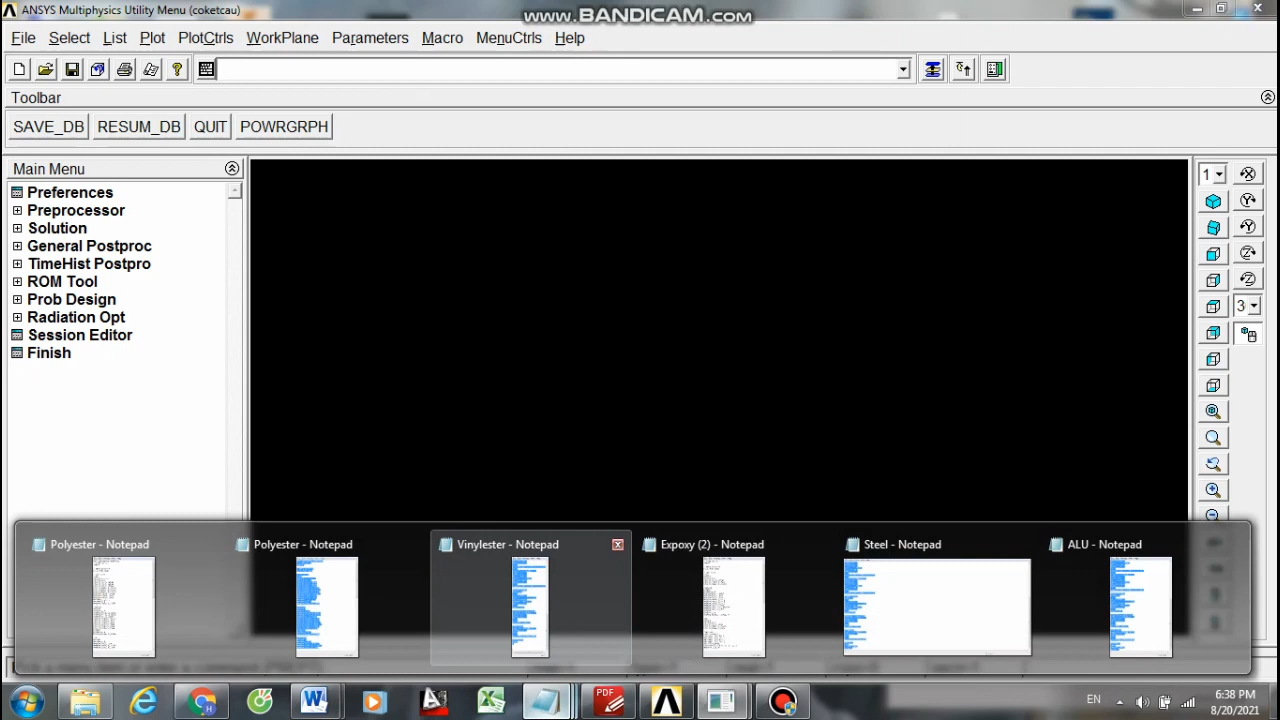 ANSYS Multiphysics Utility Menu (coketcau)
www.BANDICAM.com
File Select List Plot PlotCtrls WorkPlane Parameters Macro MenuCtrls Help
Toolbar
SAVE_DB RESUM_DB QUIT POWRGRPH
Main Menu
1
Preferences
Preprocessor
Solution
General Postproc
TimeHist Postpro
ROM Tool
Prob Design
3
Radiation Opt
Session Editor
Finish
Polyester - Notepad Polyester - Notepad Vinylester - Notepad Expoxy (2) - Notepad Steel - Notepad ALU - Notepad
PDF
EN
6:38 PM
8/20/2021